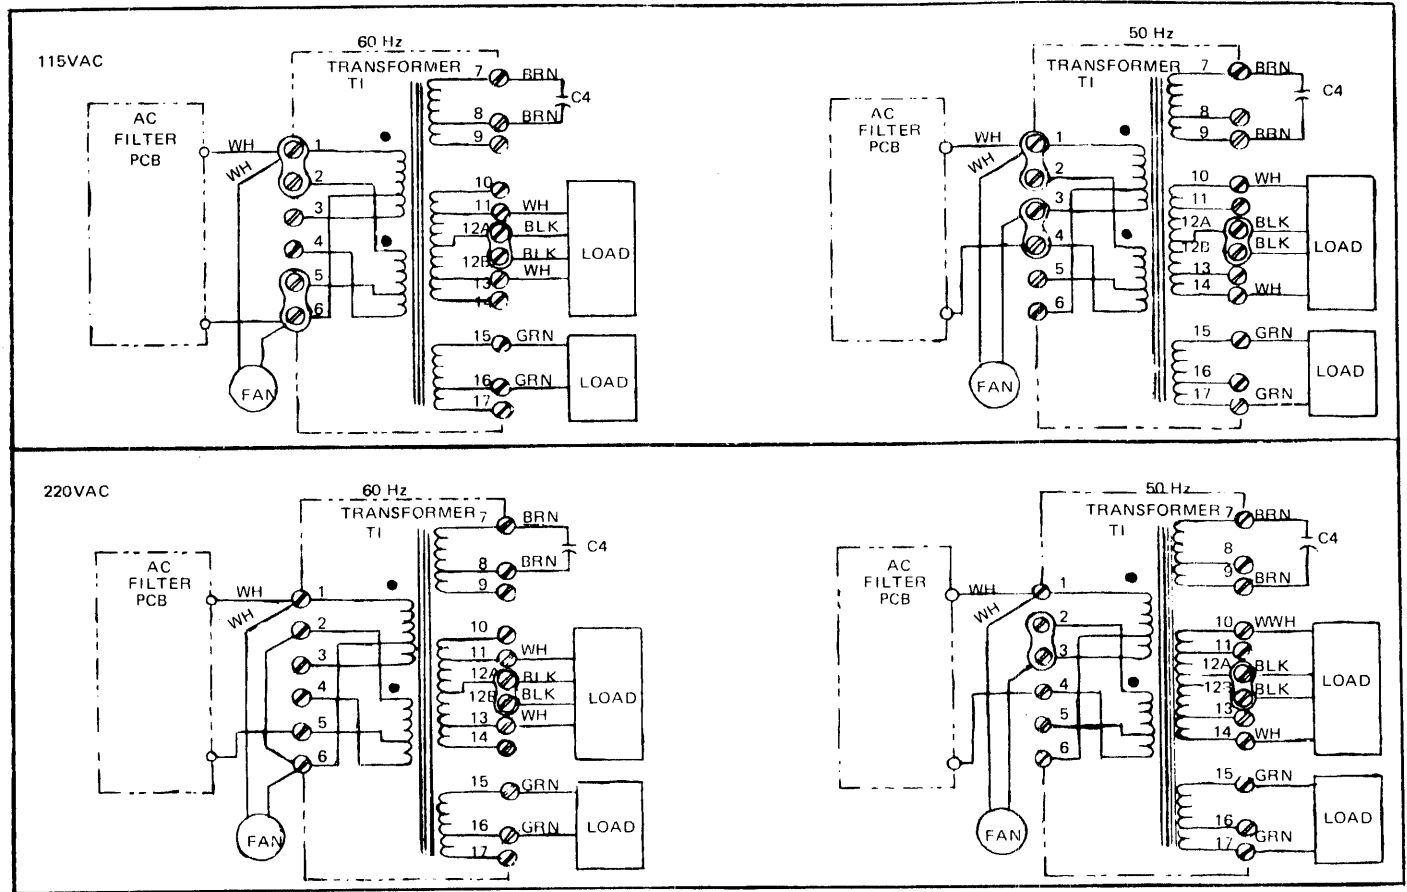 115VAC
60 Hz
TRANSFORMER
T1
AC
FILTER
PCB
WH
WH
1
2
3
4
5
6
FAN
7
8
9
BRN
BRN
C4
10
11
12A
12B
13
14
WH
BLK
BLK
WH
LOAD
15
16
17
GRN
GRN
LOAD
50 Hz
TRANSFORMER
T1
AC
FILTER
PCB
WH
WH
1
2
3
4
5
6
FAN
7
8
9
BRN
BRN
C4
10
11
12A
12B
13
14
WH
BLK
BLK
WH
LOAD
15
16
17
GRN
GRN
LOAD
220VAC
60 Hz
TRANSFORMER
T1
AC
FILTER
PCB
WH
WH
1
2
3
4
5
6
FAN
7
8
9
BRN
BRN
C4
10
11
12A
12B
13
14
WH
BLK
BLK
WH
LOAD
15
16
17
GRN
GRN
LOAD
50 Hz
TRANSFORMER
T1
AC
FILTER
PCB
WH
WH
1
2
3
4
5
6
FAN
7
8
9
BRN
BRN
C4
10
11
12A
12B
13
14
WWH
BLK
BLK
WH
LOAD
15
16
17
GRN
GRN
LOAD